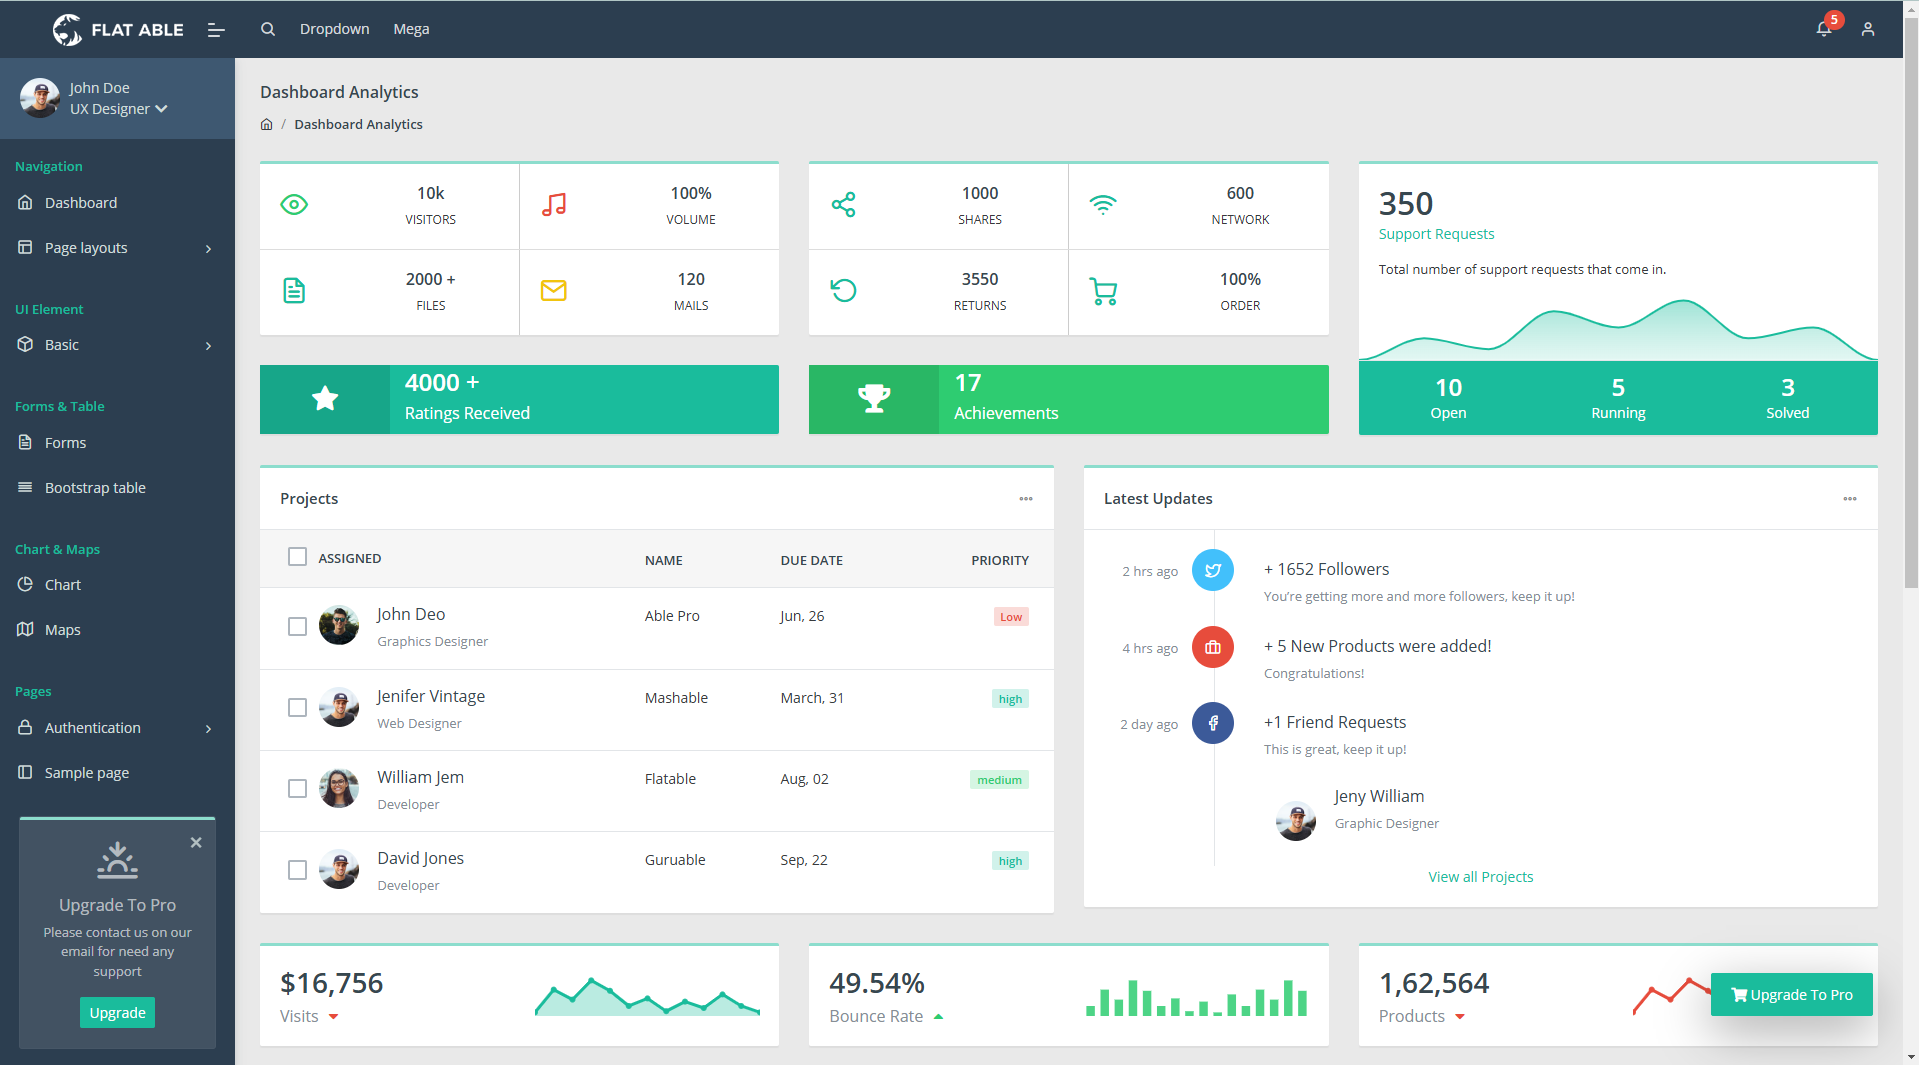 FLAT ABLE
Dropdown
Mega
5
John Doe
UX Designer
Navigation
Dashboard
Page layouts
UI Element
Basic
Forms & Table
Forms
Bootstrap table
Chart & Maps
Chart
Maps
Pages
Authentication
Sample page
Upgrade To Pro
Please contact us on our
email for need any
support
Upgrade
Dashboard Analytics
/ Dashboard Analytics
10k
VISITORS
100%
VOLUME
2000 +
FILES
120
MAILS
1000
SHARES
600
NETWORK
3550
RETURNS
100%
ORDER
350
Support Requests
Total number of support requests that come in.
10
Open
5
Running
3
Solved
4000 +
Ratings Received
17
Achievements
Projects
ASSIGNED NAME DUE DATE PRIORITY
John Deo Able Pro Jun, 26 Low
Graphics Designer
Jenifer Vintage Mashable March, 31 high
Web Designer
William Jem Flatable Aug, 02 medium
Developer
David Jones Guruable Sep, 22 high
Developer
Latest Updates
2 hrs ago + 1652 Followers
You're getting more and more followers, keep it up!
4 hrs ago + 5 New Products were added!
Congratulations!
2 day ago +1 Friend Requests
This is great, keep it up!
Jeny William
Graphic Designer
View all Projects
$16,756
Visits
49.54%
Bounce Rate
1,62,564
Products
Upgrade To Pro